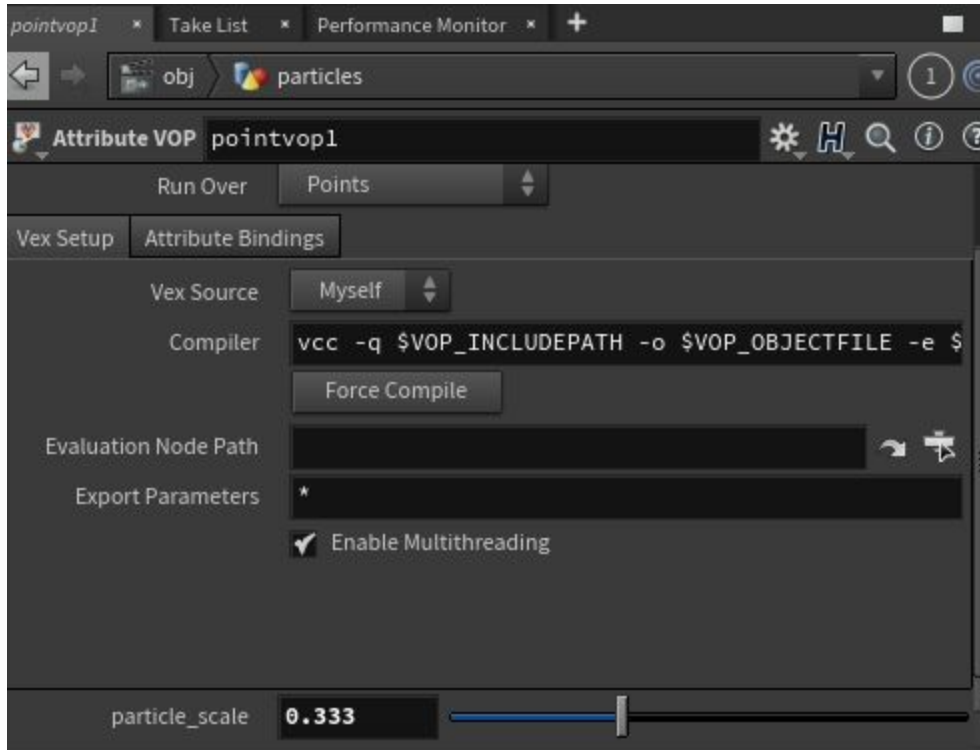 pointvop1 × Take List × Performance Monitor × +
obj particles 1
Attribute VOP pointvop1
Run Over Points
Vex Setup Attribute Bindings
Vex Source Myself
Compiler vcc -q $VOP_INCLUDEPATH -o $VOP_OBJECTFILE -e $
Force Compile
Evaluation Node Path
Export Parameters *
Enable Multithreading
particle_scale 0.333